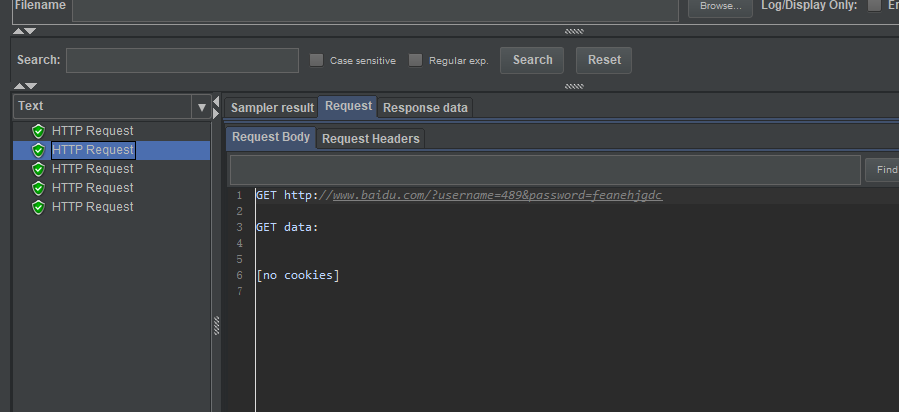 Filename
Browse...
Log/Display Only:
Search:
Case sensitive
Regular exp.
Search
Reset
Text
HTTP Request
HTTP Request
HTTP Request
HTTP Request
HTTP Request
Sampler result
Request
Response data
Request Body
Request Headers
Find
1 GET http://www.baidu.com/?username=489&password=feanehjgdc
2
3 GET data:
4
5
6 [no cookies]
7